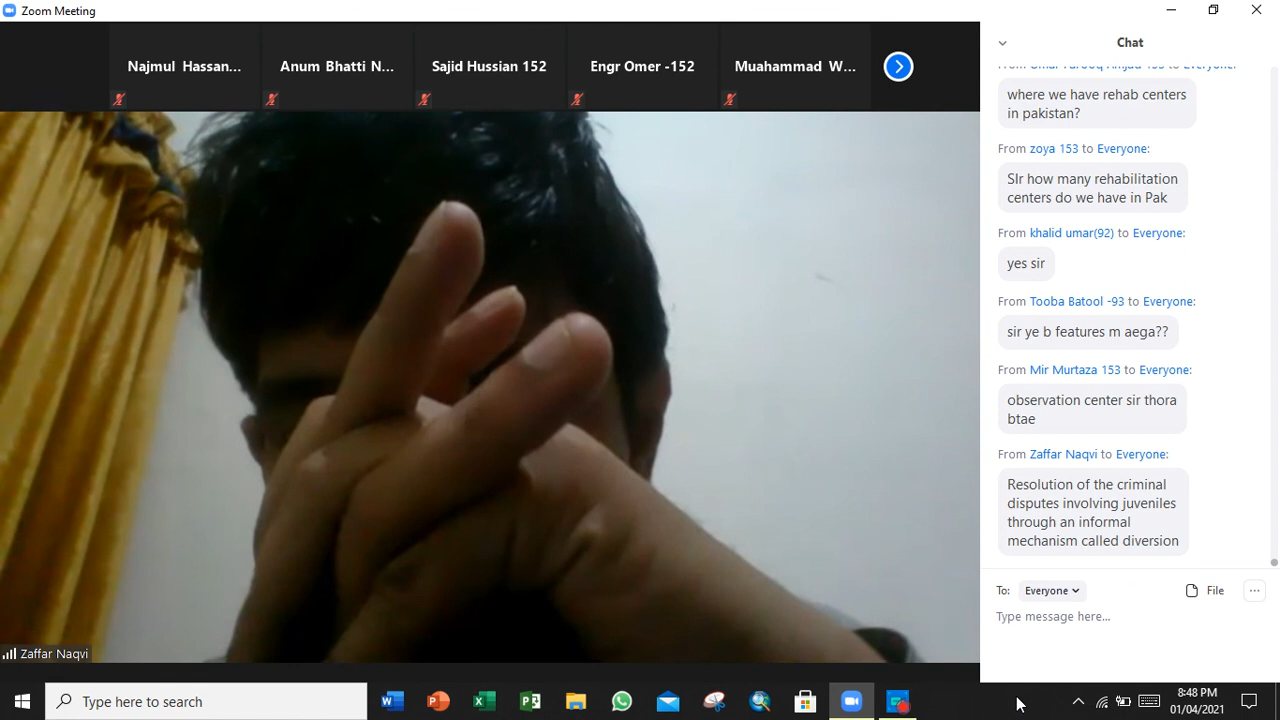 Zoom Meeting
Najmul Hassan...
Anum Bhatti N...
Sajid Hussian 152
Engr Omer -152
Muahammad W...
Chat
to Everyone:
where we have rehab centers
in pakistan?
From zoya 153 to Everyone:
SIr how many rehabilitation
centers do we have in Pak
From khalid umar(92) to Everyone:
yes sir
From Tooba Batool -93 to Everyone:
sir ye b features m aega??
From Mir Murtaza 153 to Everyone:
observation center sir thora
btae
From Zaffar Naqvi to Everyone:
Resolution of the criminal
disputes involving juveniles
through an informal
mechanism called diversion
To: Everyone
File
Type message here...
Zaffar Naqvi
Type here to search
8:48 PM
01/04/2021